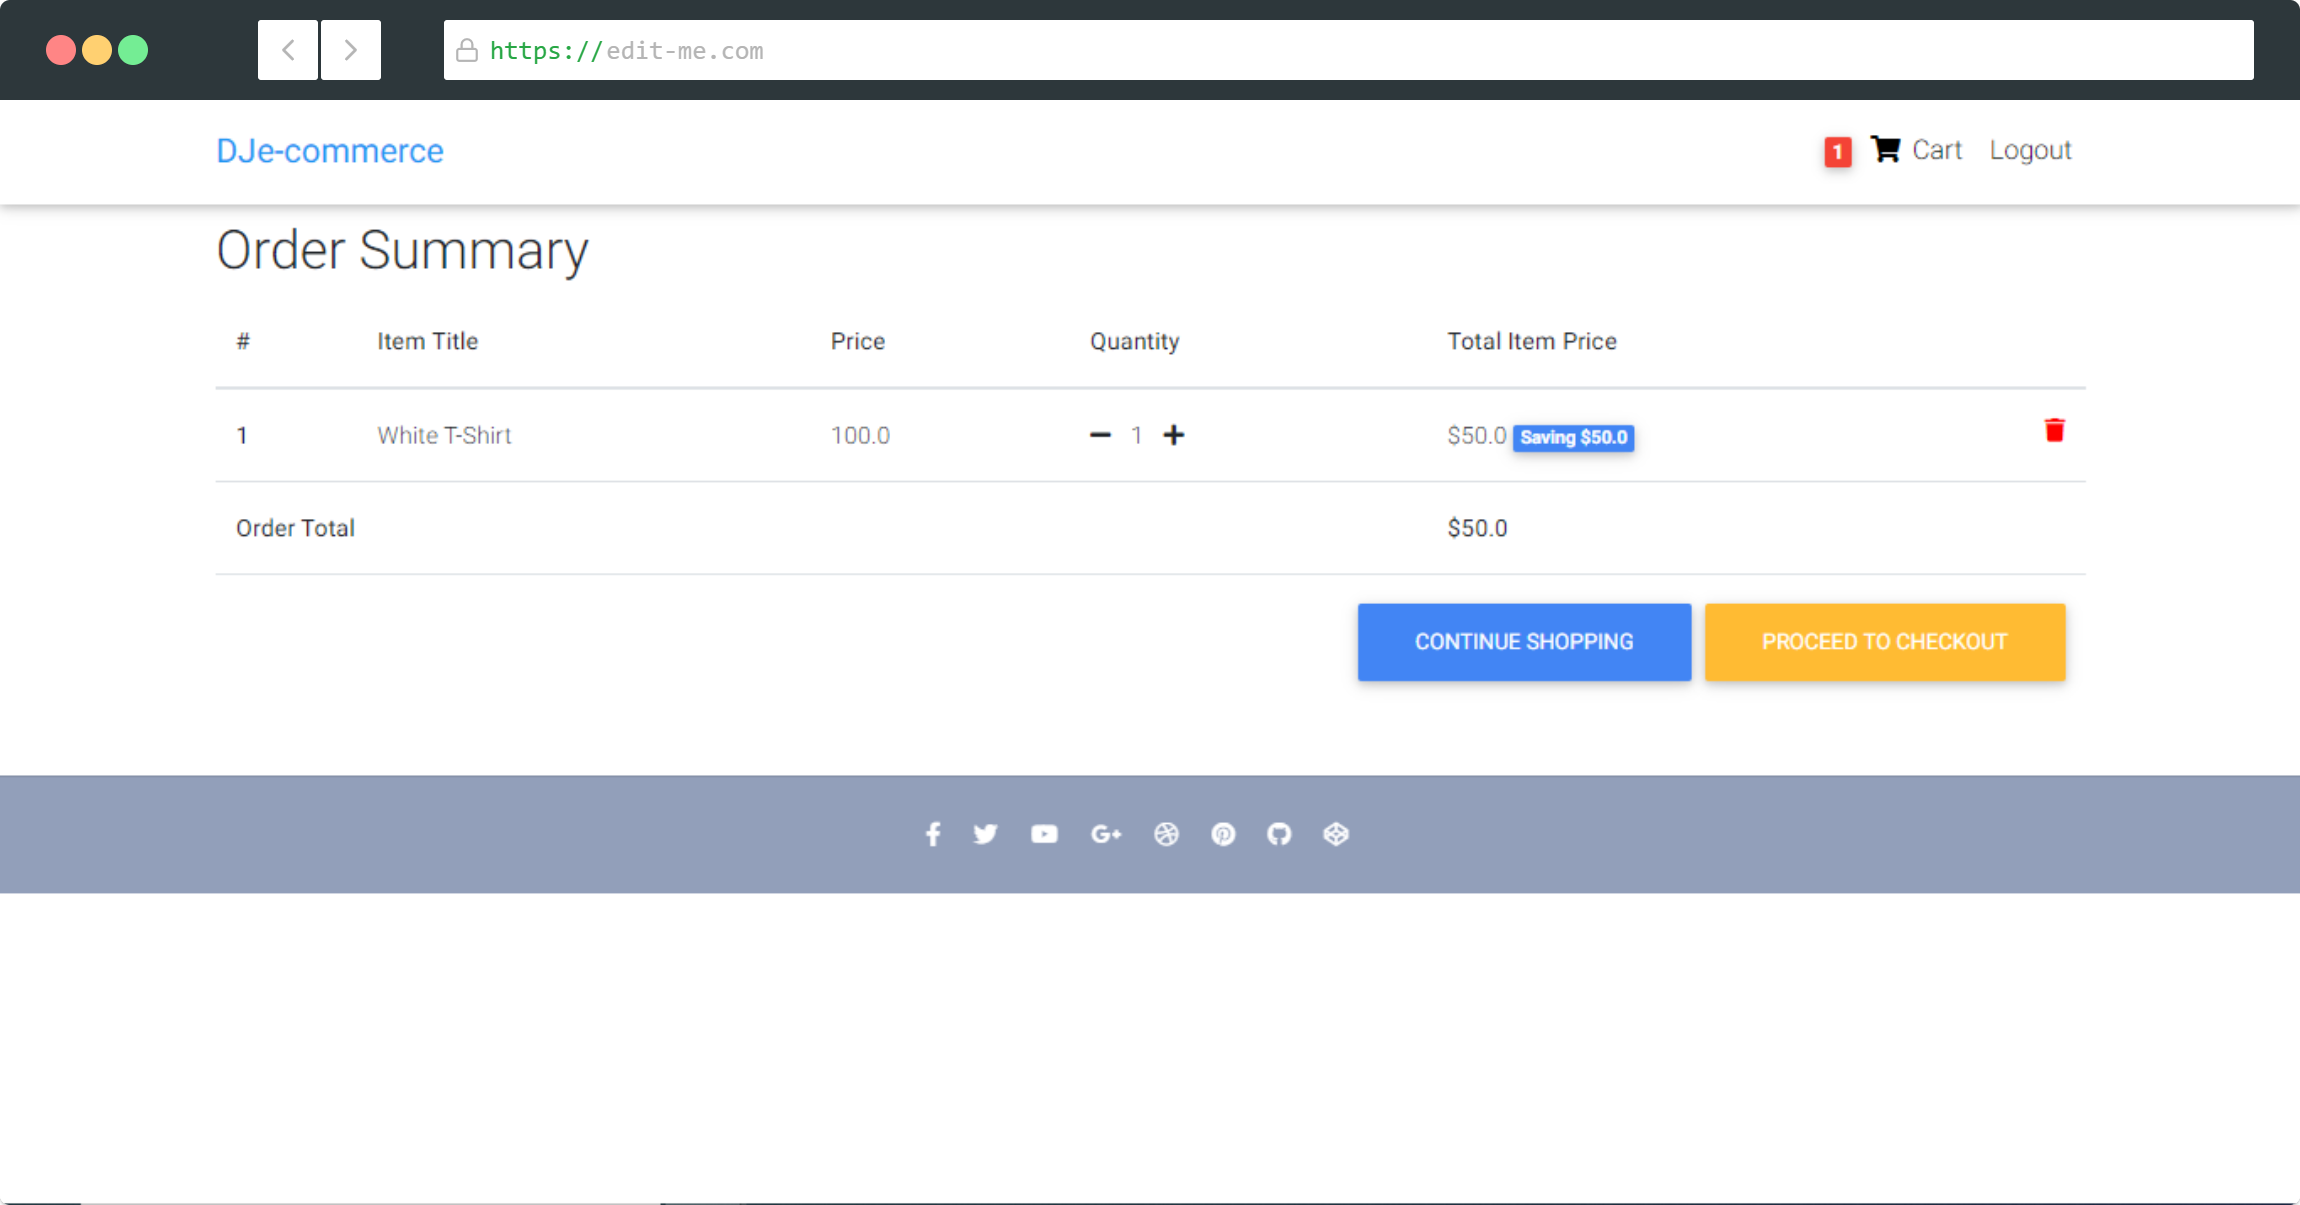 https://edit-me.com
DJe-commerce
1 Cart Logout
Order Summary
# Item Title Price Quantity Total Item Price
1 White T-Shirt 100.0 1 $50.0 Saving $50.0
Order Total $50.0
CONTINUE SHOPPING PROCEED TO CHECKOUT